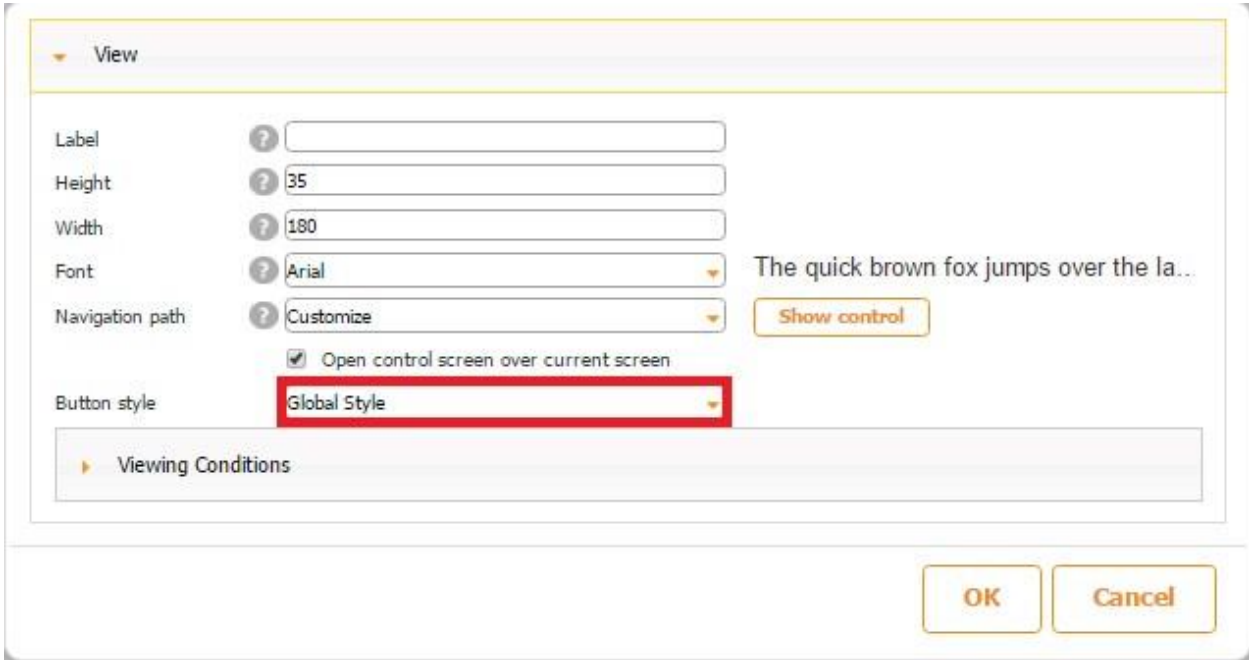 View
Label ?
Height ? 35
Width ? 180
Font ? Arial The quick brown fox jumps over the la...
Navigation path ? Customize Show control
Open control screen over current screen
Button style Global Style
Viewing Conditions
OK Cancel